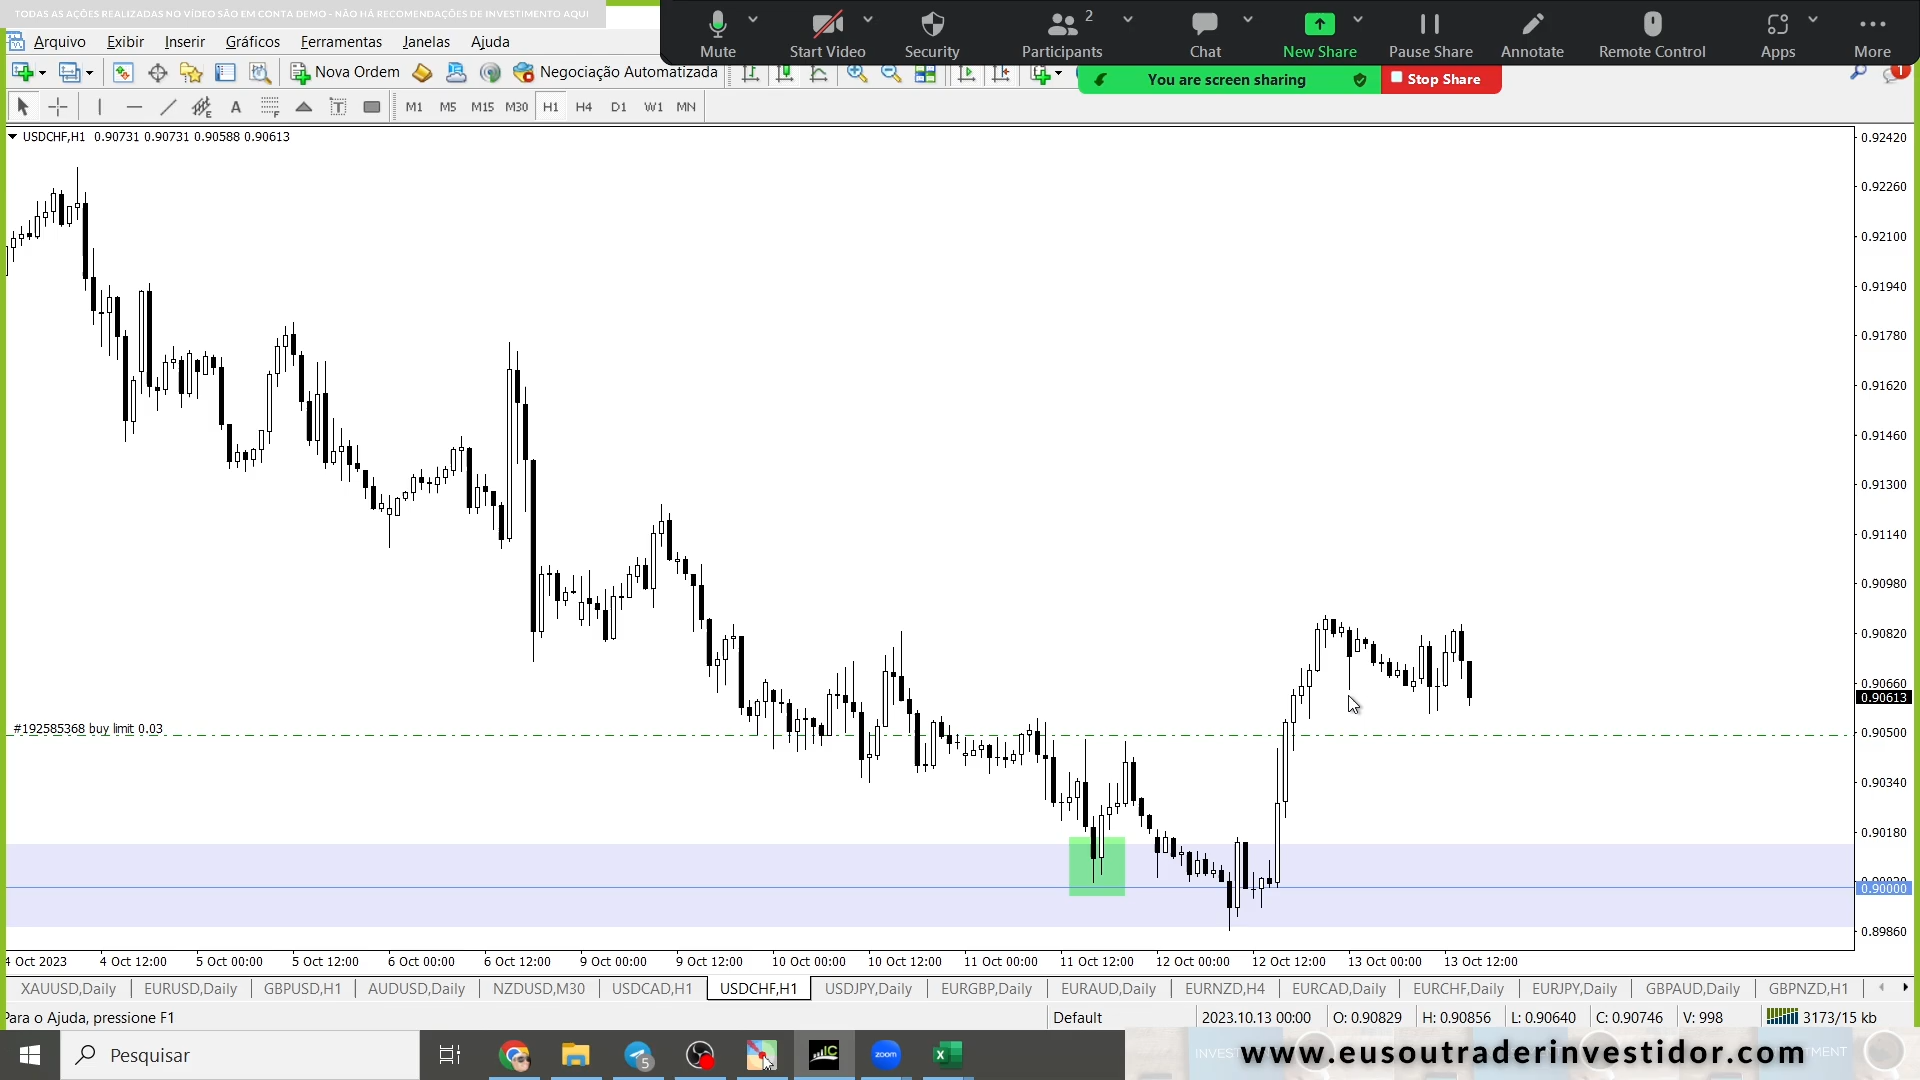 TODAS AS AÇÕES REALIZADAS NO VÍDEO SÃO EM CONTA DEMO - NÃO HÁ RECOMENDAÇÕES DE INVESTIMENTO AQUI
2
Mute Start Video Security Participants Chat New Share Pause Share Annotate Remote Control Apps More
Arquivo Exibir Inserir Gráficos Ferramentas Janelas Ajuda
Nova Ordem Negociação Automatizada
You are screen sharing Stop Share
1
A T M1 M5 M15 M30 H1 H4 D1 W1 MN
USDCHF,H1 0.90731 0.90731 0.90588 0.90613
0.92420
0.92260
0.92100
0.91940
0.91780
0.91620
0.91460
0.91300
0.91140
0.90980
0.90820
0.90660
0.90613
#192585368 buy limit 0.03
0.90500
0.90340
0.90180
0.90000
0.89860
4 Oct 2023 4 Oct 12:00 5 Oct 00:00 5 Oct 12:00 6 Oct 00:00 6 Oct 12:00 9 Oct 00:00 9 Oct 12:00 10 Oct 00:00 10 Oct 12:00 11 Oct 00:00 11 Oct 12:00 12 Oct 00:00 12 Oct 12:00 13 Oct 00:00 13 Oct 12:00
XAUUSD,Daily EURUSD,Daily GBPUSD,H1 AUDUSD,Daily NZDUSD,M30 USDCAD,H1 USDCHF,H1 USDJPY,Daily EURGBP,Daily EURAUD,Daily EURNZD,H4 EURCAD,Daily EURCHF,Daily EURJPY,Daily GBPAUD,Daily GBPNZD,H1
Para o Ajuda, pressione F1 Default 2023.10.13 00:00 O: 0.90829 H: 0.90856 L: 0.90640 C: 0.90746 V: 998 3173/15 kb
Pesquisar 5 IC zoom
www.eusoutraderinvestidor.com